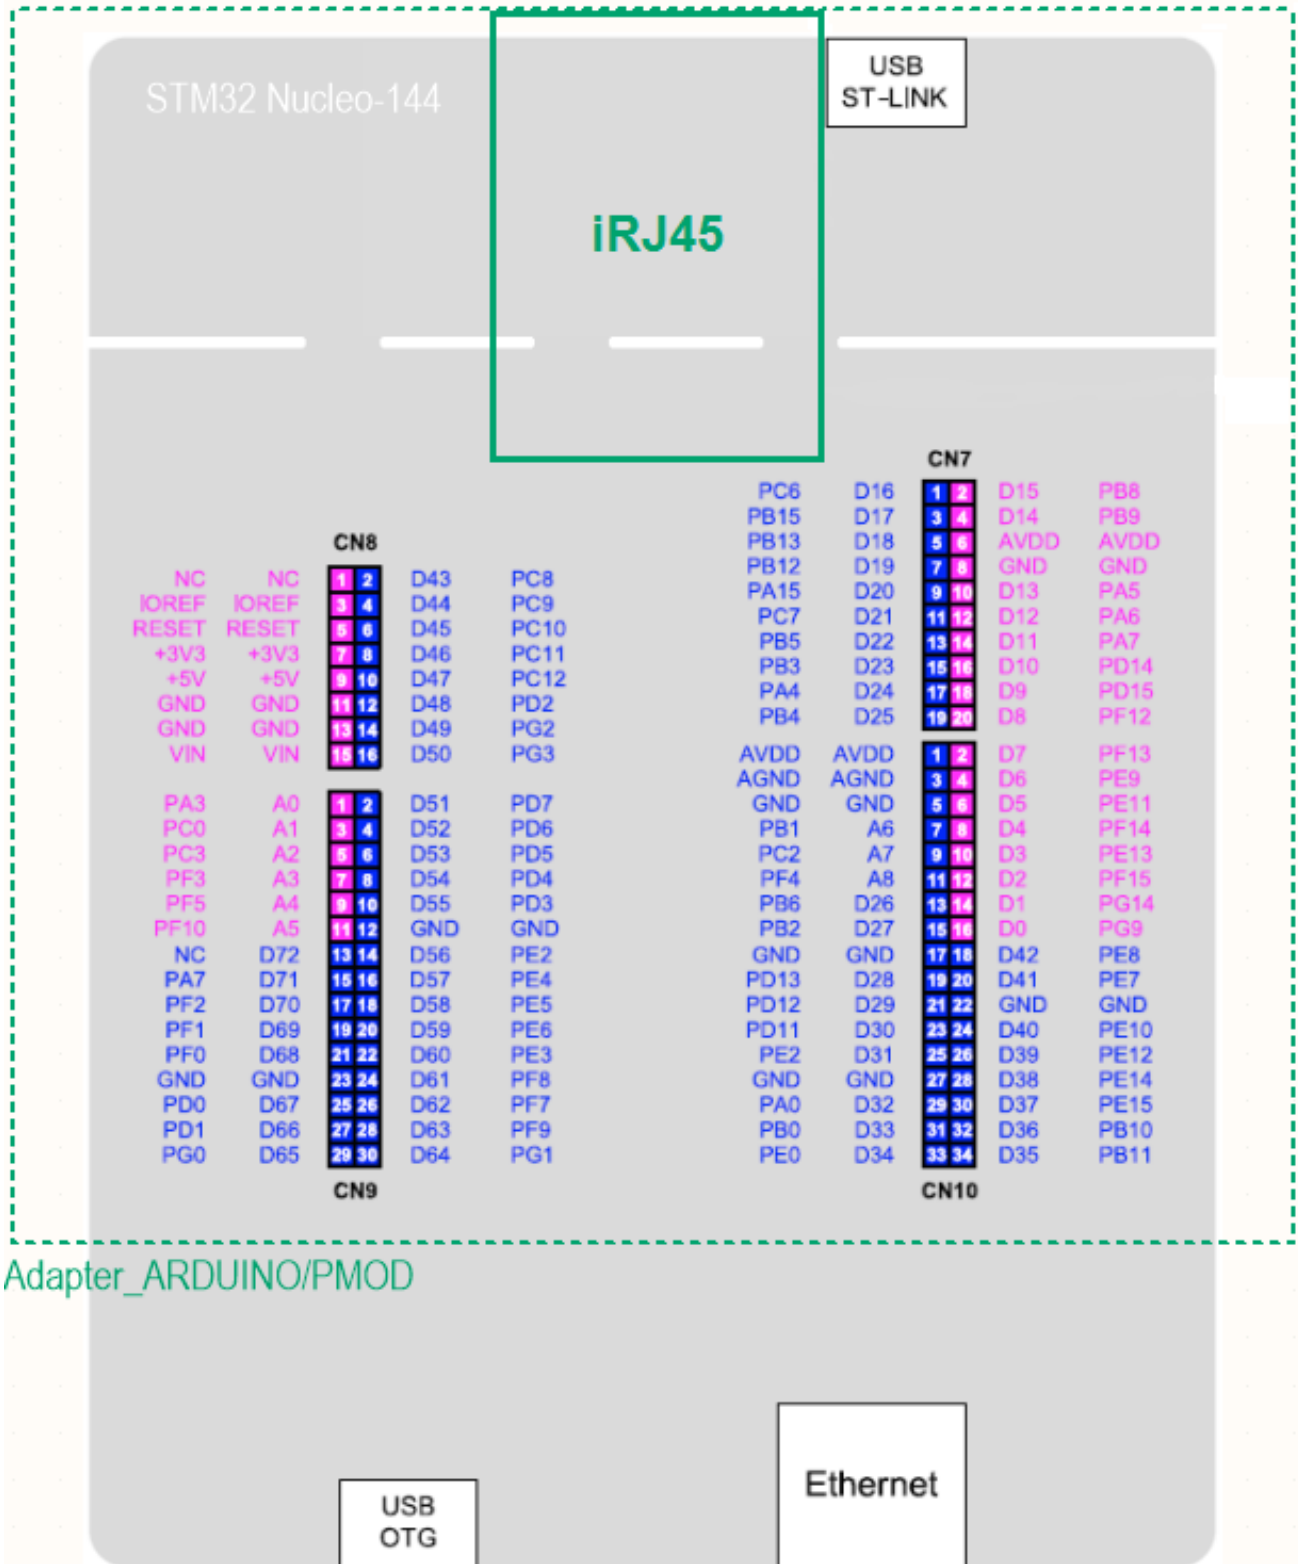 USB
ST-LINK
STM32 Nucleo-144
iRJ45
CN7
PC6 D16 1 2 D15 PB8
PB15 D17 3 4 D14 PB9
PB13 D18 5 6 AVDD AVDD
PB12 D19 7 8 GND GND
PA15 D20 9 10 D13 PA5
PC7 D21 11 12 D12 PA6
PB5 D22 13 14 D11 PA7
PB3 D23 15 16 D10 PD14
PA4 D24 17 18 D9 PD15
PB4 D25 19 20 D8 PF12
CN8
NC NC 1 2 D43 PC8
IOREF IOREF 3 4 D44 PC9
RESET RESET 5 6 D45 PC10
+3V3 +3V3 7 8 D46 PC11
+5V +5V 9 10 D47 PC12
GND GND 11 12 D48 PD2
GND GND 13 14 D49 PG2
VIN VIN 15 16 D50 PG3
AVDD AVDD 1 2 D7 PF13
AGND AGND 3 4 D6 PE9
GND GND 5 6 D5 PE11
PB1 A6 7 8 D4 PF14
PC2 A7 9 10 D3 PE13
PF4 A8 11 12 D2 PF15
PB6 D26 13 14 D1 PG14
PB2 D27 15 16 D0 PG9
GND GND 17 18 D42 PE8
PD13 D28 19 20 D41 PE7
PD12 D29 21 22 GND GND
PD11 D30 23 24 D40 PE10
PE2 D31 25 26 D39 PE12
GND GND 27 28 D38 PE14
PA0 D32 29 30 D37 PE15
PB0 D33 31 32 D36 PB10
PE0 D34 33 34 D35 PB11
CN10
PA3 A0 1 2 D51 PD7
PC0 A1 3 4 D52 PD6
PC3 A2 5 6 D53 PD5
PF3 A3 7 8 D54 PD4
PF5 A4 9 10 D55 PD3
PF10 A5 11 12 GND GND
NC D72 13 14 D56 PE2
PA7 D71 15 16 D57 PE4
PF2 D70 17 18 D58 PE5
PF1 D69 19 20 D59 PE6
PF0 D68 21 22 D60 PE3
GND GND 23 24 D61 PF8
PD0 D67 25 26 D62 PF7
PD1 D66 27 28 D63 PF9
PG0 D65 29 30 D64 PG1
CN9
Adapter_ARDUINO/PMOD
Ethernet
USB
OTG